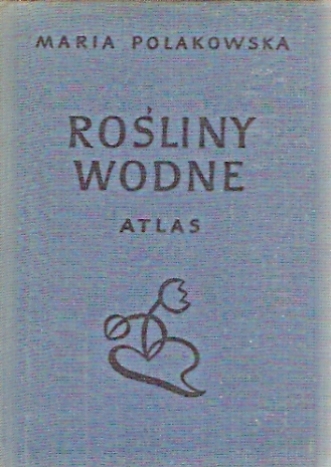 MARIA POLAKOWSKA
ROŚLINY
WODNE
ATLAS